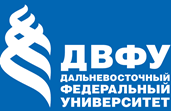 ДВФУ
ДАЛЬНЕВОСТОЧНЫЙ
ФЕДЕРАЛЬНЫЙ
УНИВЕРСИТЕТ